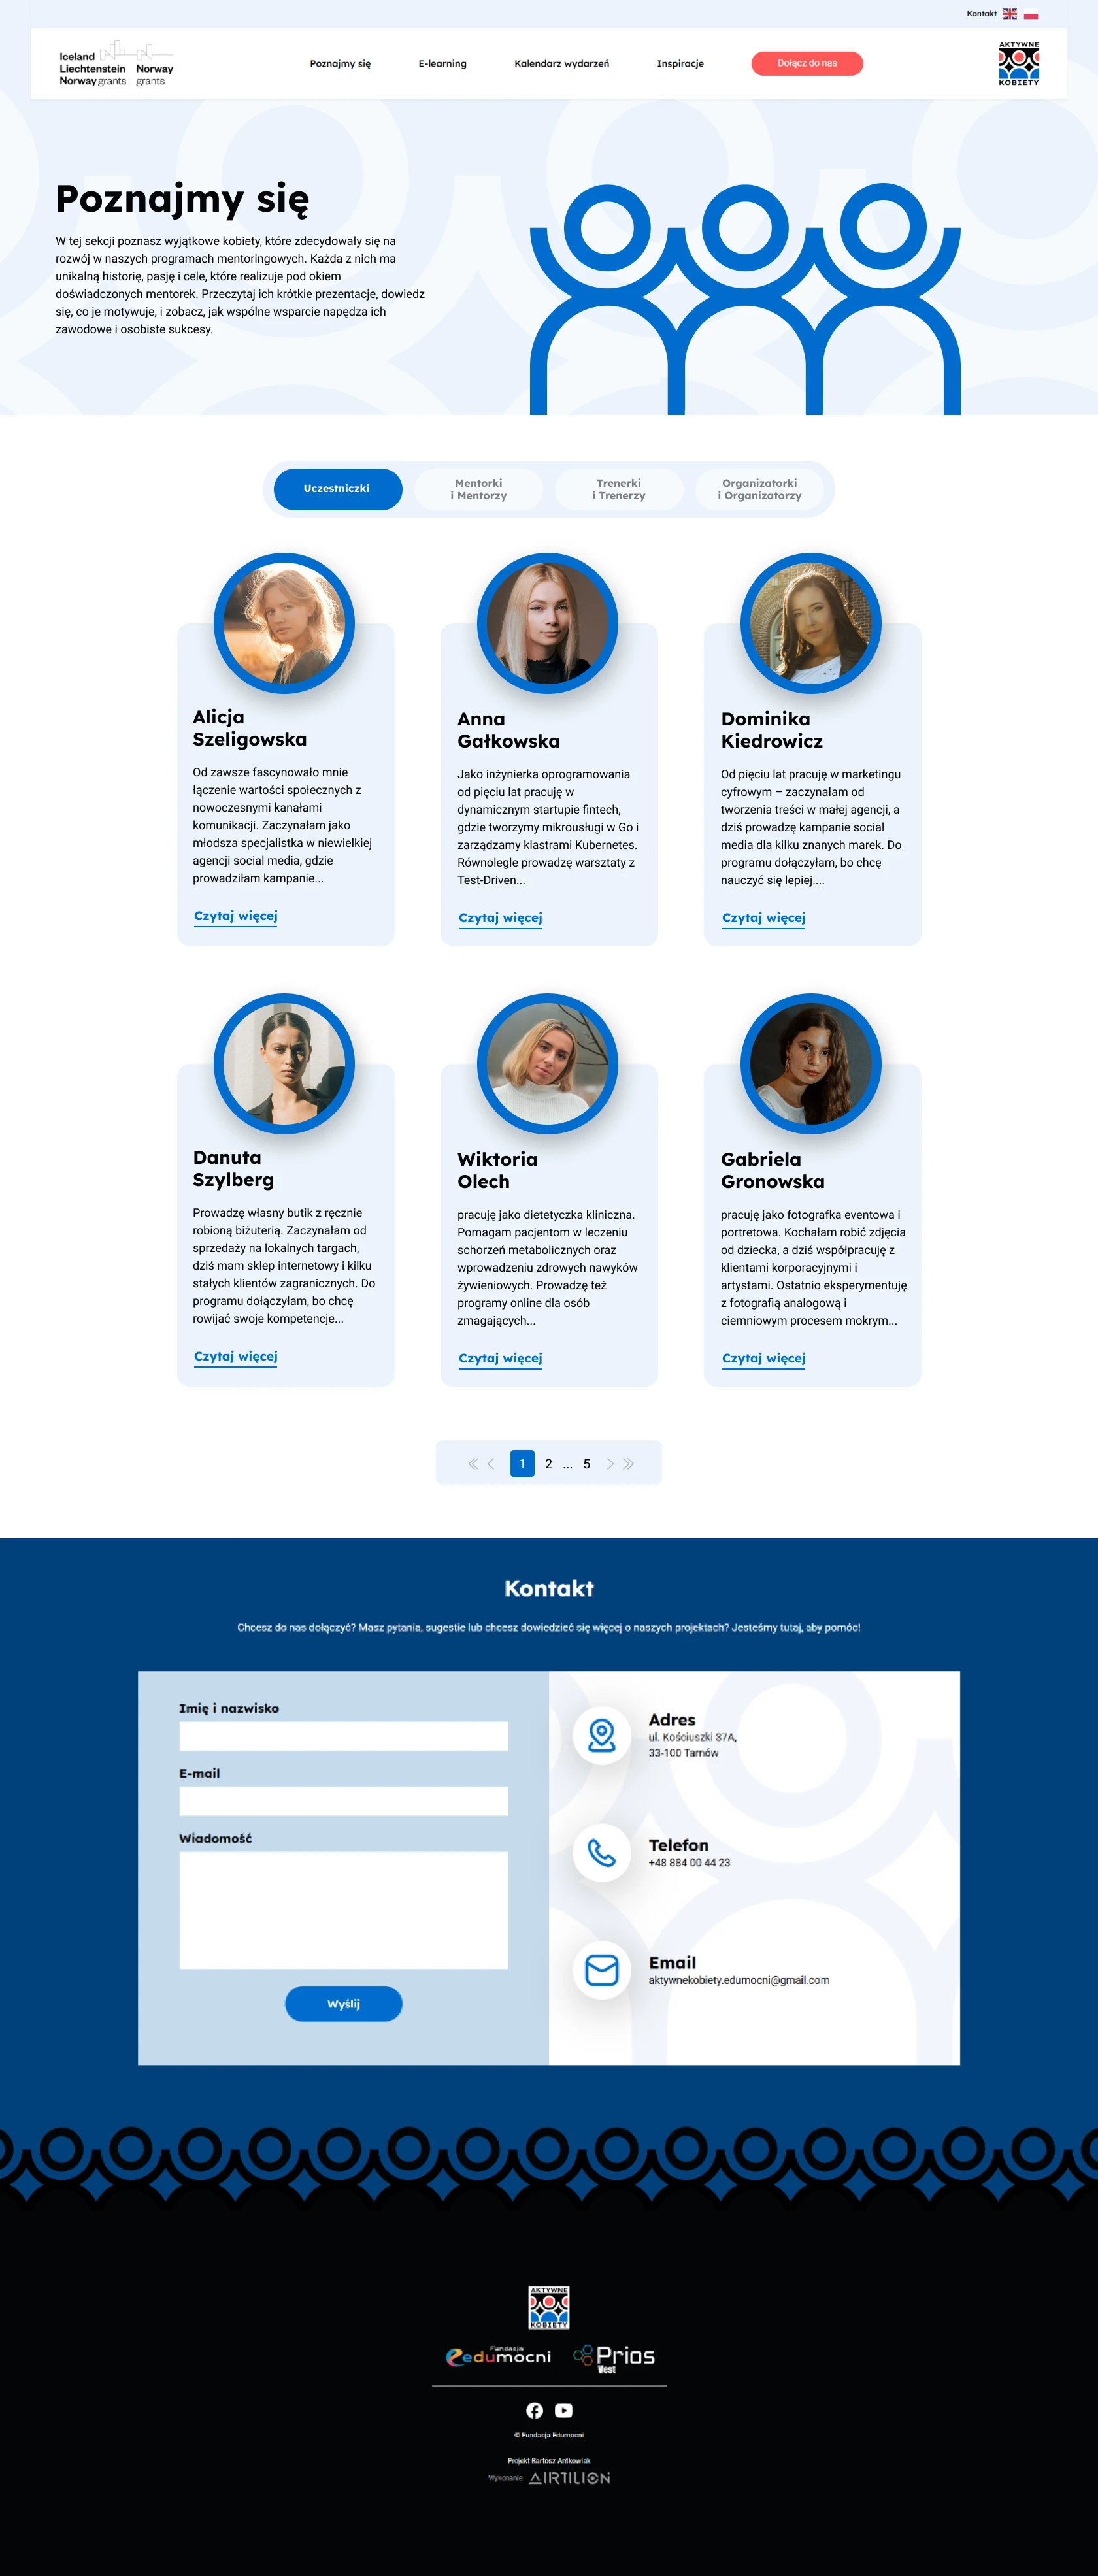 Kontakt
Iceland
Liechtenstein Norway
Norway grants grants
Poznajmy się
E-learning
Kalendarz wydarzeń
Inspiracje
Dołącz do nas
AKTYWNE
KOBIETY
Poznajmy się
W tej sekcji poznasz wyjątkowe kobiety, które zdecydowały się na
rozwój w naszych programach mentoringowych. Każda z nich ma
unikalną historię, pasję i cele, które realizuje pod okiem
doświadczonych mentorek. Przeczytaj ich krótkie prezentacje, dowiedz
się, co je motywuje, i zobacz, jak wspólne wsparcie napędza ich
zawodowe i osobiste sukcesy.
Uczestniczki
Mentorki
i Mentorzy
Trenerki
i Trenerzy
Organizatorki
i Organizatorzy
Alicja
Szeligowska
Od zawsze fascynowało mnie
łączenie wartości społecznych z
nowoczesnymi kanałami
komunikacji. Zaczynałam jako
młodsza specjalistka w niewielkiej
agencji social media, gdzie
prowadziłam kampanie...
Czytaj więcej
Anna
Gałkowska
Jako inżynierka oprogramowania
od pięciu lat pracuję w
dynamicznym startupie fintech,
gdzie tworzymy mikrousługi w Go i
zarządzamy klastrami Kubernetes.
Równolegle prowadzę warsztaty z
Test-Driven...
Czytaj więcej
Dominika
Kiedrowicz
Od pięciu lat pracuję w marketingu
cyfrowym – zaczynałam od
tworzenia treści w małej agencji, a
dziś prowadzę kampanie social
media dla kilku znanych marek. Do
programu dołączyłam, bo chcę
nauczyć się lepiej....
Czytaj więcej
Danuta
Szylberg
Prowadzę własny butik z ręcznie
robioną biżuterią. Zaczynałam od
sprzedaży na lokalnych targach,
dziś mam sklep internetowy i kilku
stałych klientów zagranicznych. Do
programu dołączyłam, bo chcę
rowijać swoje kompetencje...
Czytaj więcej
Wiktoria
Olech
pracuję jako dietetyczka kliniczna.
Pomagam pacjentom w leczeniu
schorzeń metabolicznych oraz
wprowadzeniu zdrowych nawyków
żywieniowych. Prowadzę też
programy online dla osób
zmagających...
Czytaj więcej
Gabriela
Gronowska
pracuję jako fotografka eventowa i
portretowa. Kochałam robić zdjęcia
od dziecka, a dziś współpracuję z
klientami korporacyjnymi i
artystami. Ostatnio eksperymentuję
z fotografią analogową i
ciemniowym procesem mokrym...
Czytaj więcej
1 2 ... 5
Kontakt
Chcesz do nas dołączyć? Masz pytania, sugestie lub chcesz dowiedzieć się więcej o naszych projektach? Jesteśmy tutaj, aby pomóc!
Imię i nazwisko
E-mail
Wiadomość
Wyślij
Adres
ul. Kościuszki 37A,
33-100 Tarnów
Telefon
+48 884 00 44 23
Email
aktywnekobiety.edumocni@gmail.com
AKTYWNE
KOBIETY
Fundacja
edumocni
Prios
Vest
© Fundacja Edumocni
Projekt Bartosz Antkowiak
Wykonanie AIRTILION